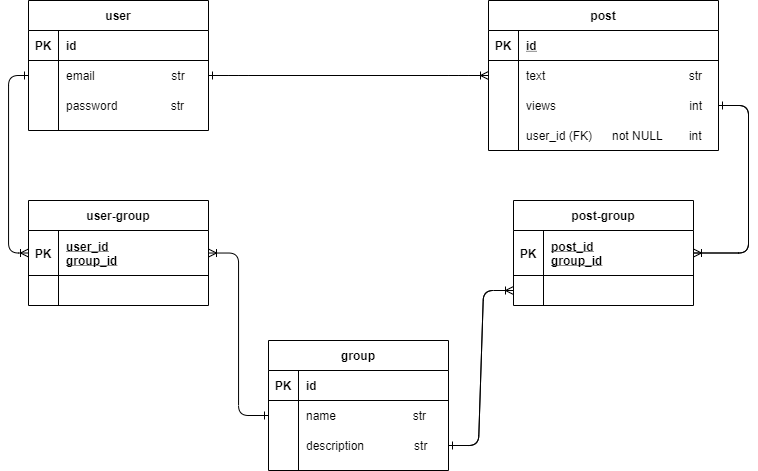 user
PK id
email str
password str
post
PK id
text str
views int
user_id (FK) not NULL int
user-group
PK user_id
group_id
post-group
PK post_id
group_id
group
PK id
name str
description str